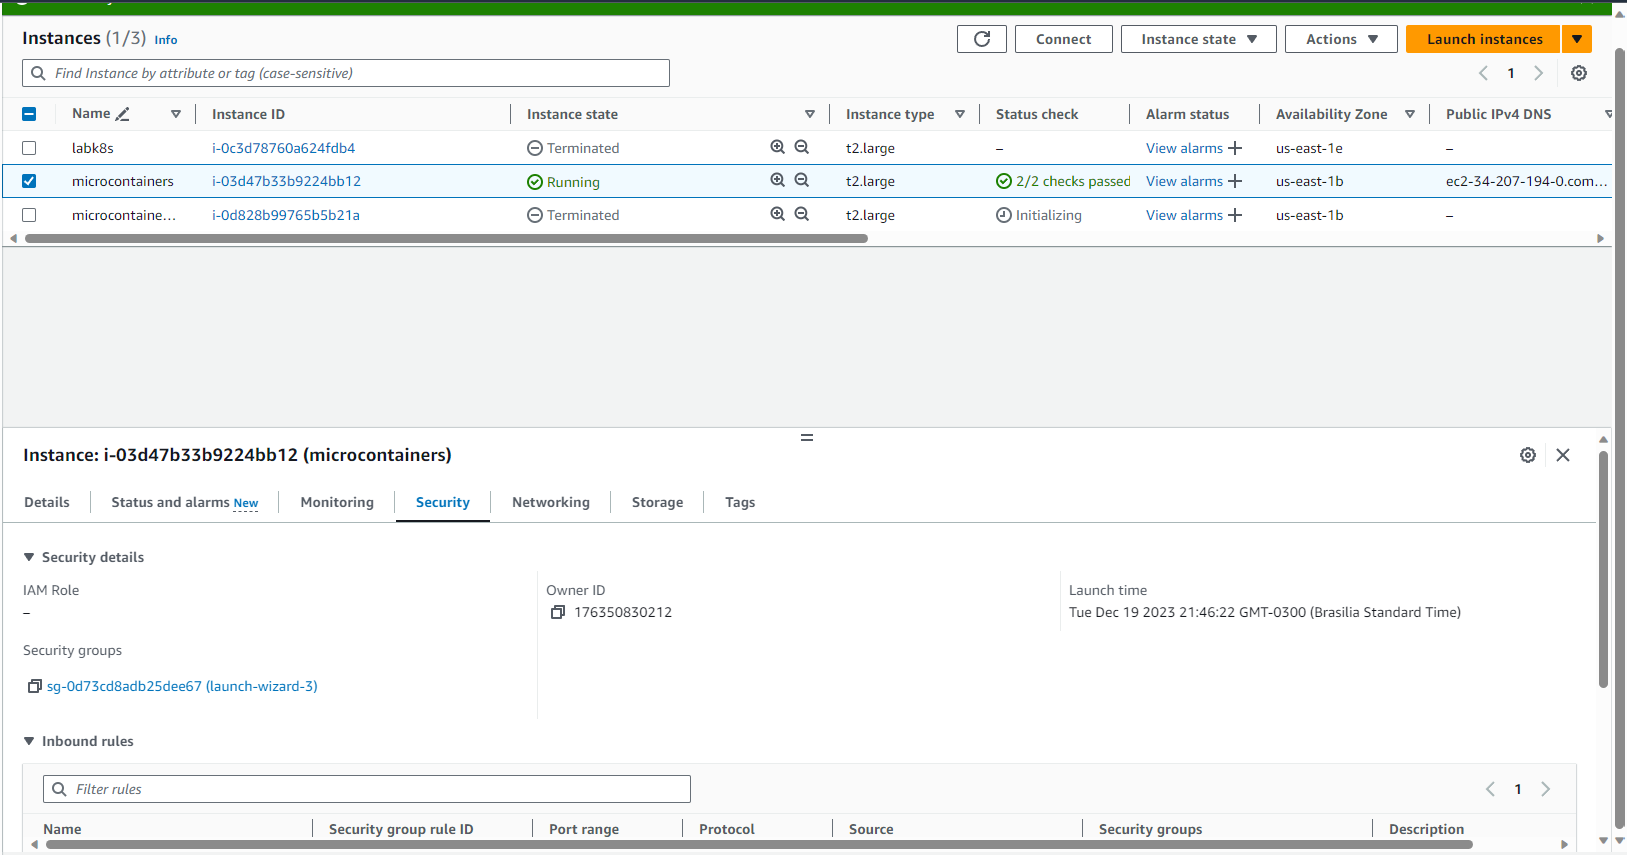 Instances (1/3) Info
Connect
Instance state
Actions
Launch instances
Find Instance by attribute or tag (case-sensitive)
1
Name Instance ID Instance state Instance type Status check Alarm status Availability Zone Public IPv4 DNS
labk8s i-0c3d78760a624fdb4 Terminated t2.large – View alarms + us-east-1e –
microcontainers i-03d47b33b9224bb12 Running t2.large 2/2 checks passed View alarms + us-east-1b ec2-34-207-194-0.com...
microcontaine... i-0d828b99765b5b21a Terminated t2.large Initializing View alarms + us-east-1b –
Instance: i-03d47b33b9224bb12 (microcontainers)
Details Status and alarms New Monitoring Security Networking Storage Tags
Security details
IAM Role
–
Owner ID
176350830212
Launch time
Tue Dec 19 2023 21:46:22 GMT-0300 (Brasilia Standard Time)
Security groups
sg-0d73cd8adb25dee67 (launch-wizard-3)
Inbound rules
Filter rules
1
Name Security group rule ID Port range Protocol Source Security groups Description